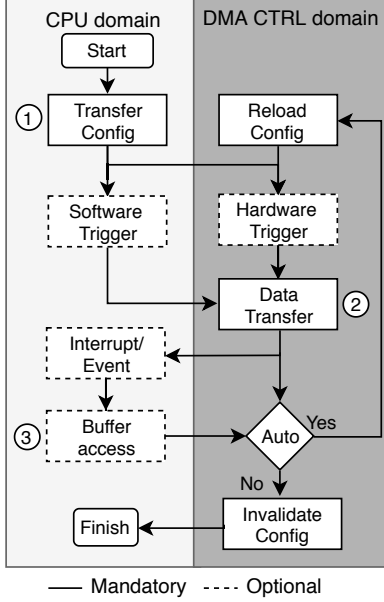 CPU domain
DMA CTRL domain
Start
1
Transfer
Config
Reload
Config
Software
Trigger
Hardware
Trigger
Data
Transfer
2
Interrupt/
Event
3
Buffer
access
Auto
Yes
No
Finish
Invalidate
Config
Mandatory
Optional